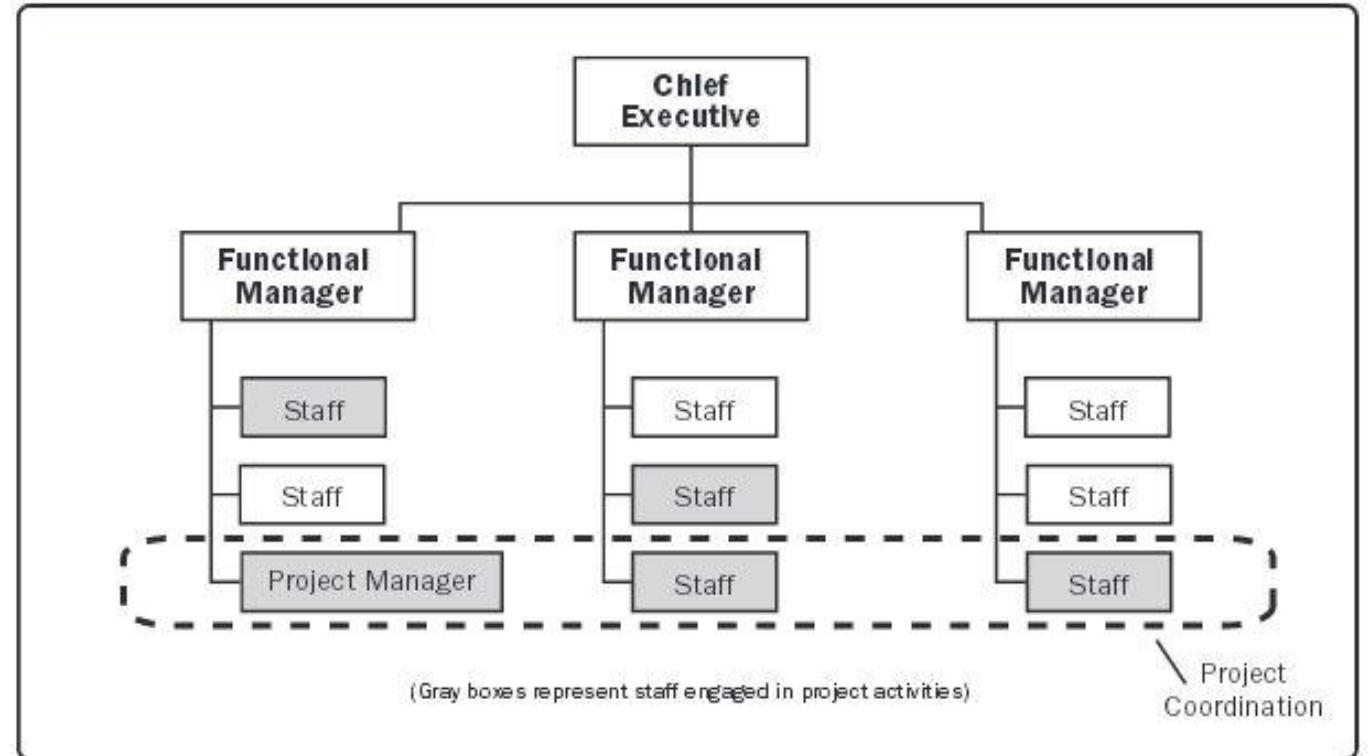 Chief
Executive
Functional
Manager
Functional
Manager
Functional
Manager
Staff
Staff
Staff
Staff
Staff
Staff
Project Manager
Staff
Staff
(Gray boxes represent staff engaged in project activities)
Project
Coordination